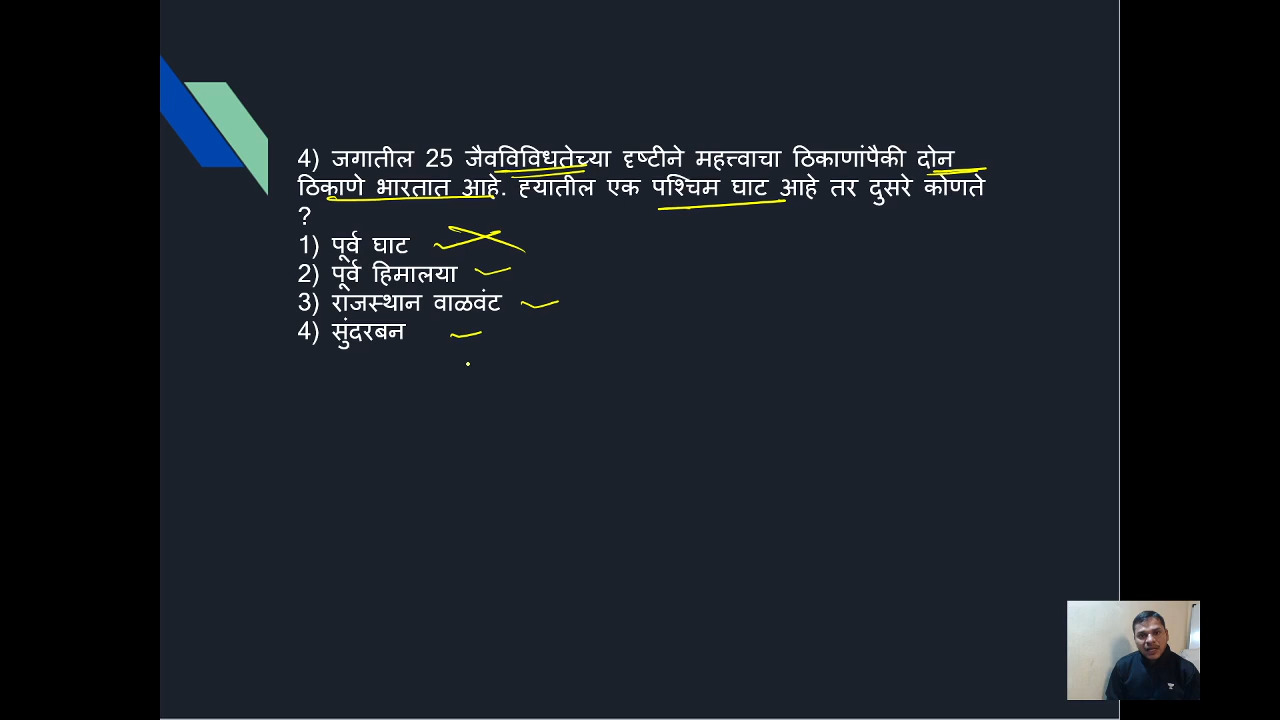 4) जगातील 25 जैवविविधतेच्या दृष्टीने महत्त्वाचा ठिकाणांपैकी दोन
ठिकाणे भारतात आहे. ह्यातील एक पश्चिम घाट आहे तर दुसरे कोणते
?
1) पूर्व घाट
2) पूर्व हिमालया
3) राजस्थान वाळवंट
4) सुंदरबन